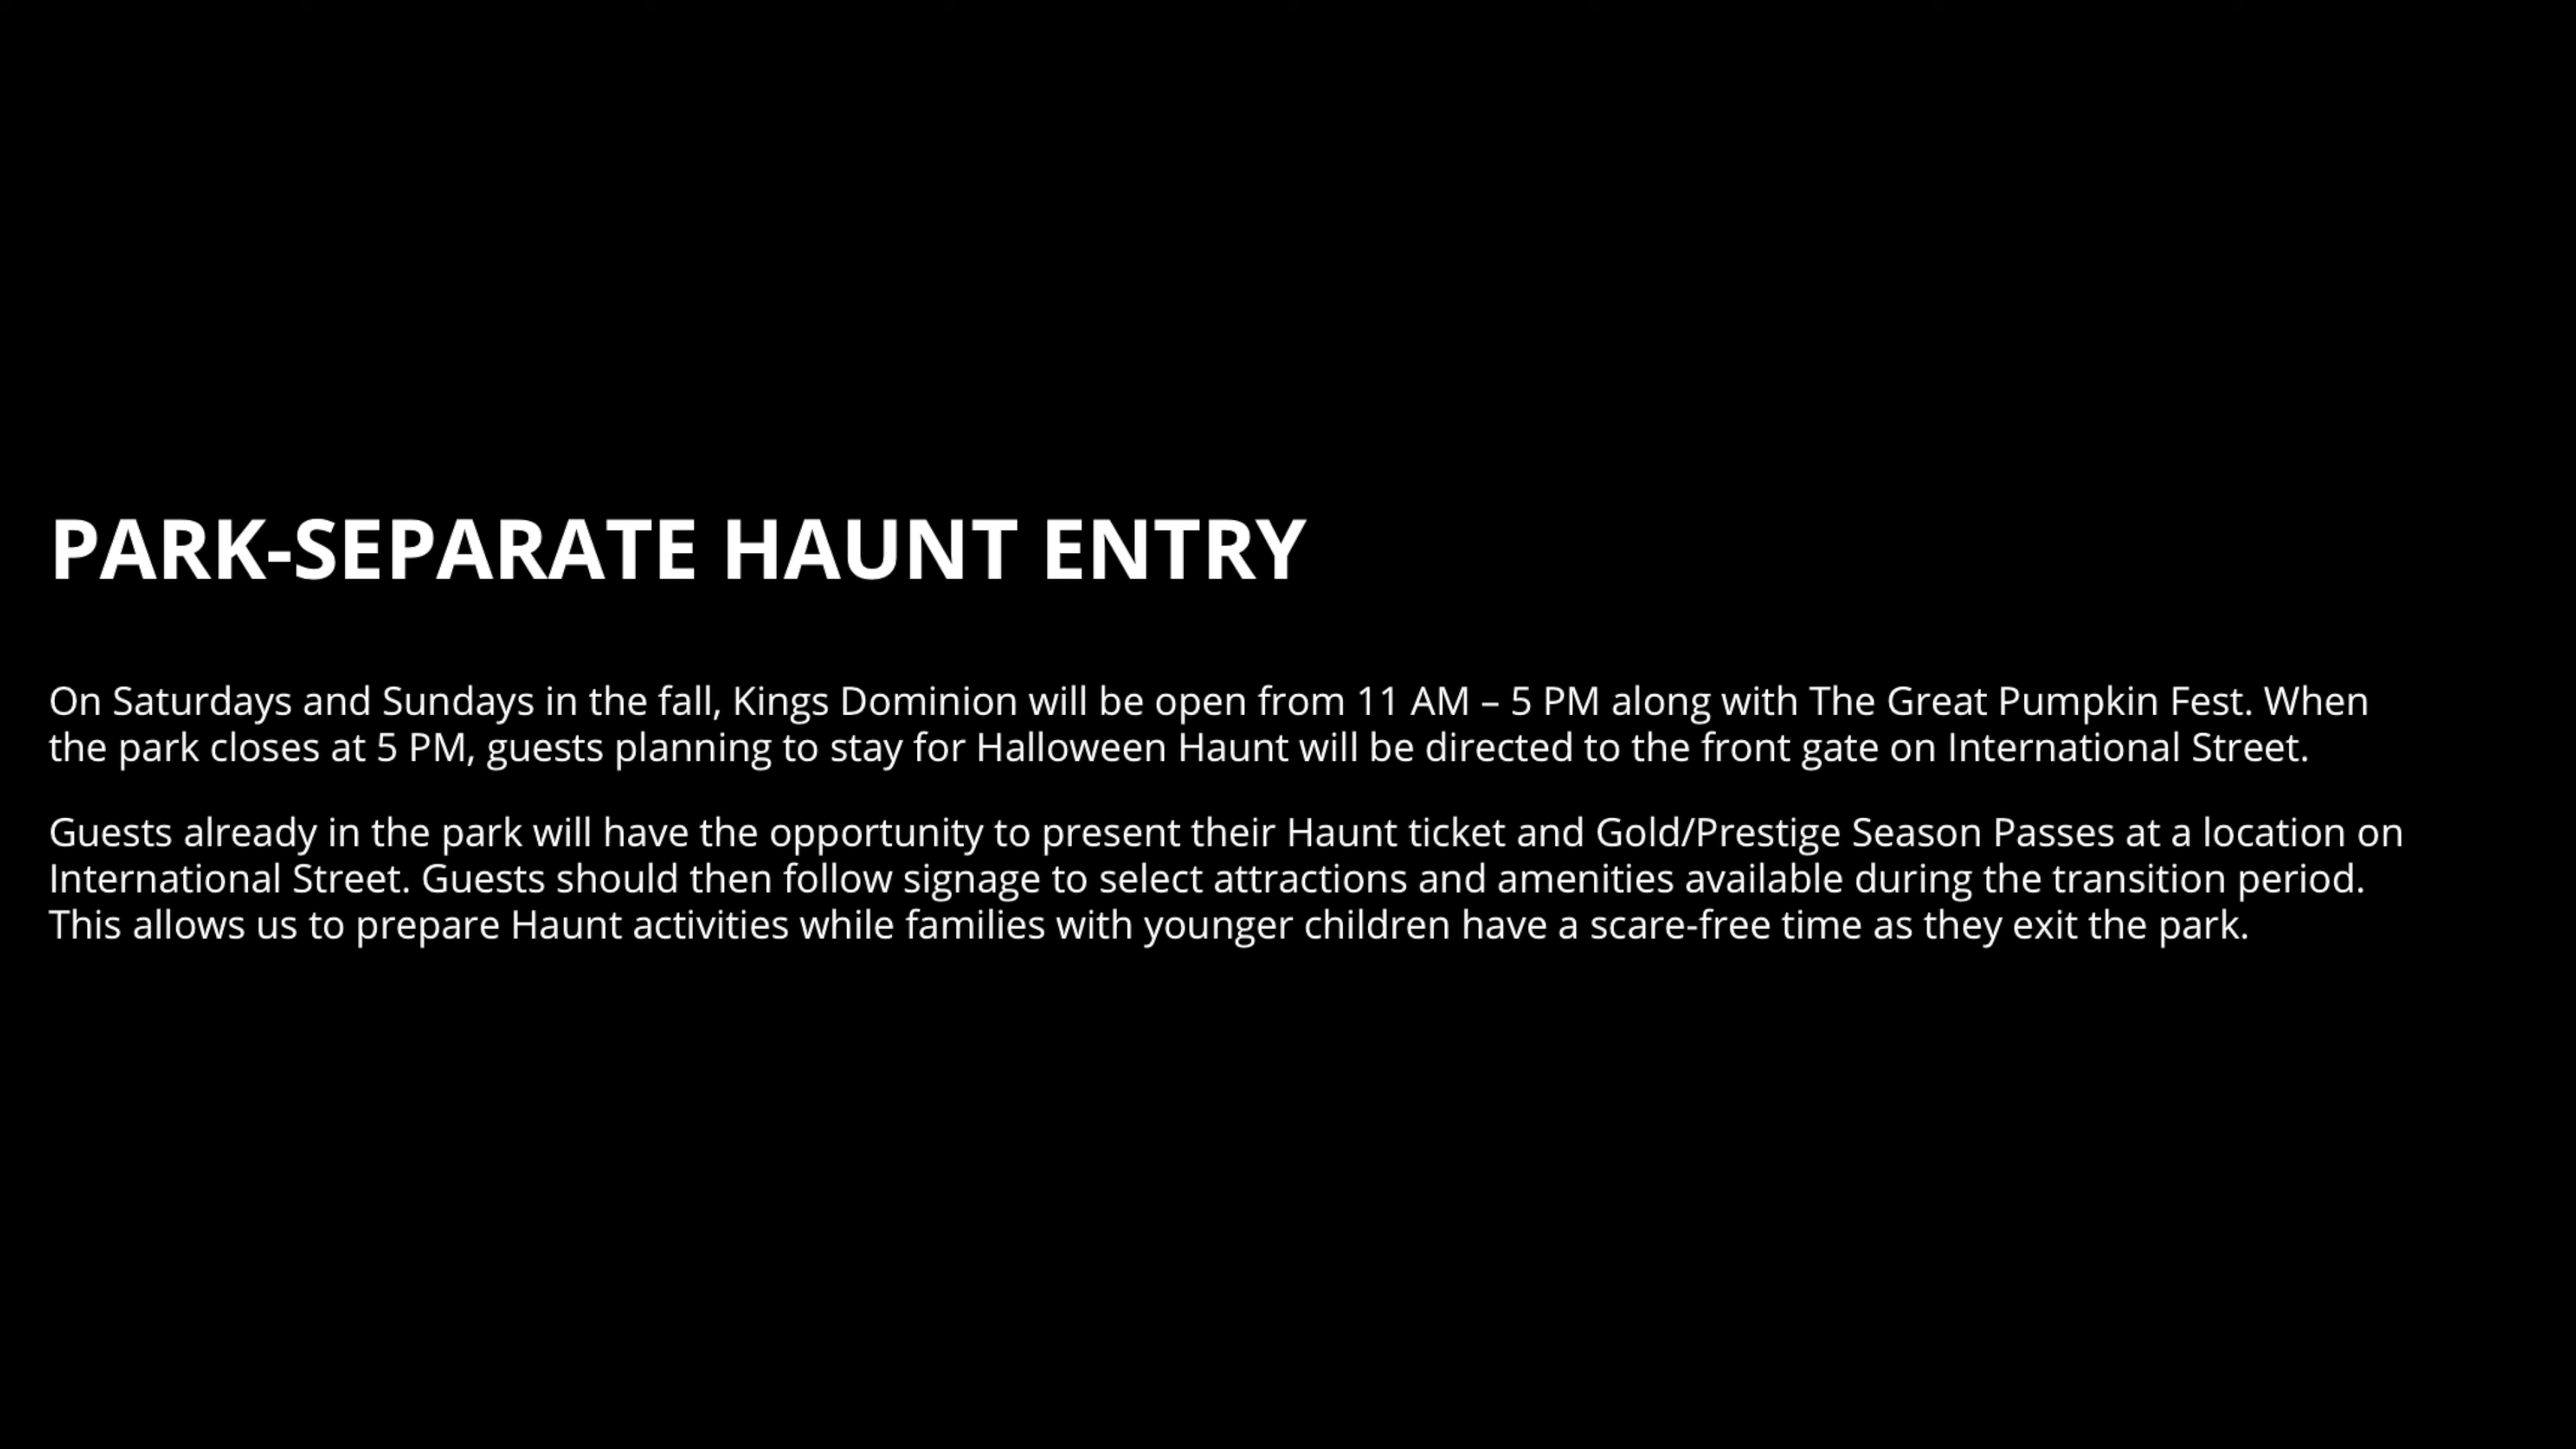 PARK-SEPARATE HAUNT ENTRY
On Saturdays and Sundays in the fall, Kings Dominion will be open from 11 AM – 5 PM along with The Great Pumpkin Fest. When
the park closes at 5 PM, guests planning to stay for Halloween Haunt will be directed to the front gate on International Street.
Guests already in the park will have the opportunity to present their Haunt ticket and Gold/Prestige Season Passes at a location on
International Street. Guests should then follow signage to select attractions and amenities available during the transition period.
This allows us to prepare Haunt activities while families with younger children have a scare-free time as they exit the park.